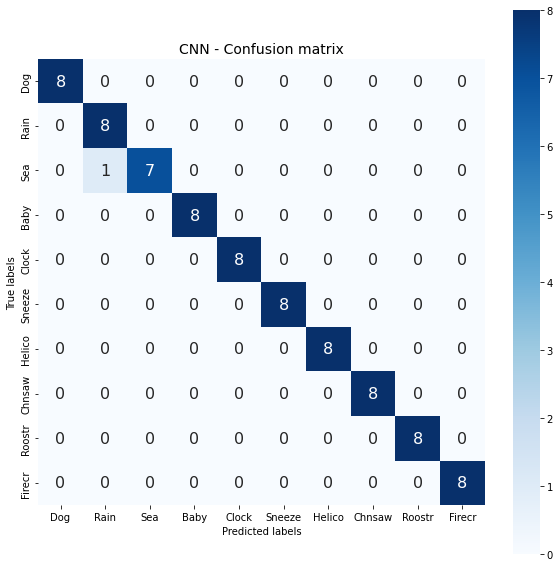 CNN - Confusion matrix
Dog 8 0 0 0 0 0 0 0 0 0
Rain 0 8 0 0 0 0 0 0 0 0
Sea 0 1 7 0 0 0 0 0 0 0
Baby 0 0 0 8 0 0 0 0 0 0
Clock 0 0 0 0 8 0 0 0 0 0
Sneeze 0 0 0 0 0 8 0 0 0 0
Helico 0 0 0 0 0 0 8 0 0 0
Chnsaw 0 0 0 0 0 0 0 8 0 0
Roostr 0 0 0 0 0 0 0 0 8 0
Firecr 0 0 0 0 0 0 0 0 0 8
True labels
Dog Rain Sea Baby Clock Sneeze Helico Chnsaw Roostr Firecr
Predicted labels
8
7
6
5
4
3
2
1
0